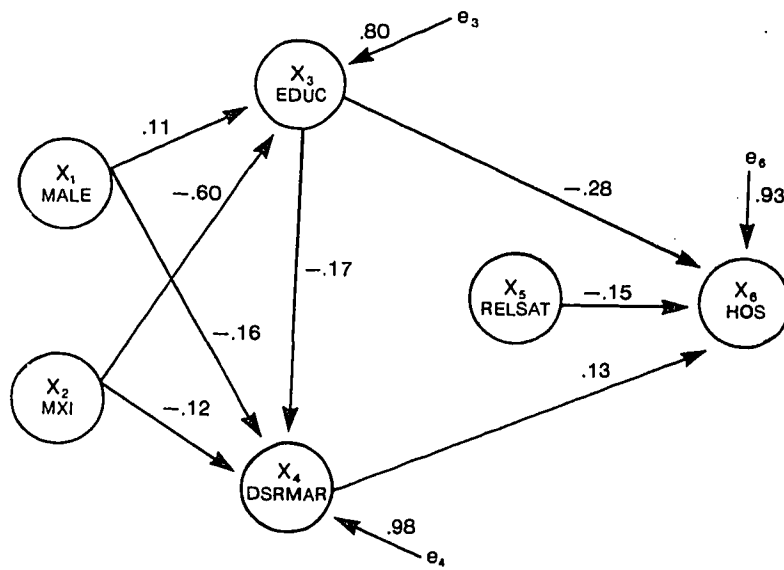 .80
e₃
X₃
EDUC
.11
X₁
MALE
-.60
-.28
e₆
.93
-.17
X₅
RELSAT
-.15
X₆
HOS
-.16
X₂
MXI
-.12
.13
X₄
DSRMAR
.98
e₄